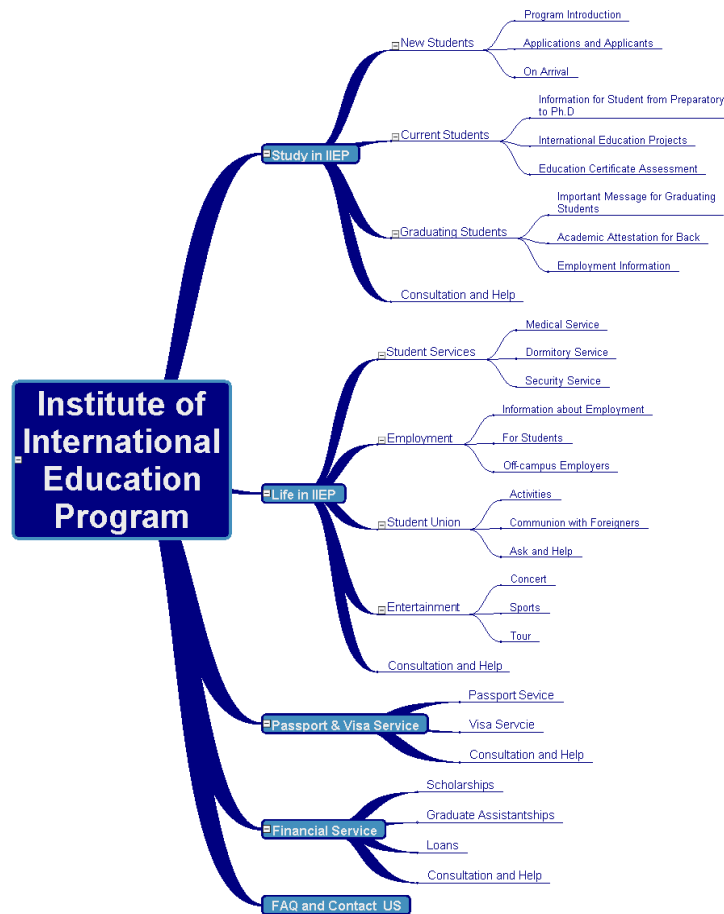 Institute of
International
Education
Program
Study in IIEP
New Students
Program Introduction
Applications and Applicants
On Arrival
Current Students
Information for Student from Preparatory
to Ph.D
International Education Projects
Education Certificate Assessment
Graduating Students
Important Message for Graduating
Students
Academic Attestation for Back
Employment Information
Consultation and Help
Life in IIEP
Student Services
Medical Service
Dormitory Service
Security Service
Employment
Information about Employment
For Students
Off-campus Employers
Student Union
Activities
Communion with Foreigners
Ask and Help
Entertainment
Concert
Sports
Tour
Consultation and Help
Passport & Visa Service
Passport Sevice
Visa Servcie
Consultation and Help
Financial Service
Scholarships
Graduate Assistantships
Loans
Consultation and Help
FAQ and Contact US